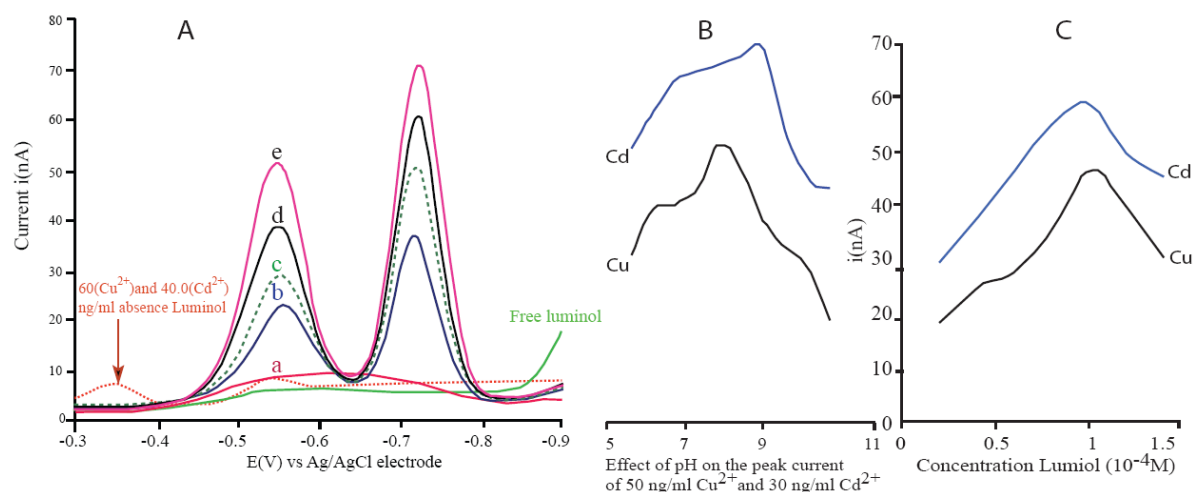 A
80
70
60
50
40
30
20
10
0
Current i(nA)
e
d
c
b
a
60(Cu2+)and 40.0(Cd2+)
ng/ml absence Luminol
Free luminol
-0.3
-0.4
-0.5
-0.6
-0.7
-0.8
-0.9
E(V) vs Ag/AgCl electrode
B
Cd
Cu
5
7
9
11
Effect of pH on the peak current
of 50 ng/ml Cu2+and 30 ng/ml Cd2+
C
70
60
50
40
30
20
0
i(nA)
Cd
Cu
0
0.5
1
1.5
Concentration Lumiol (10-4M)